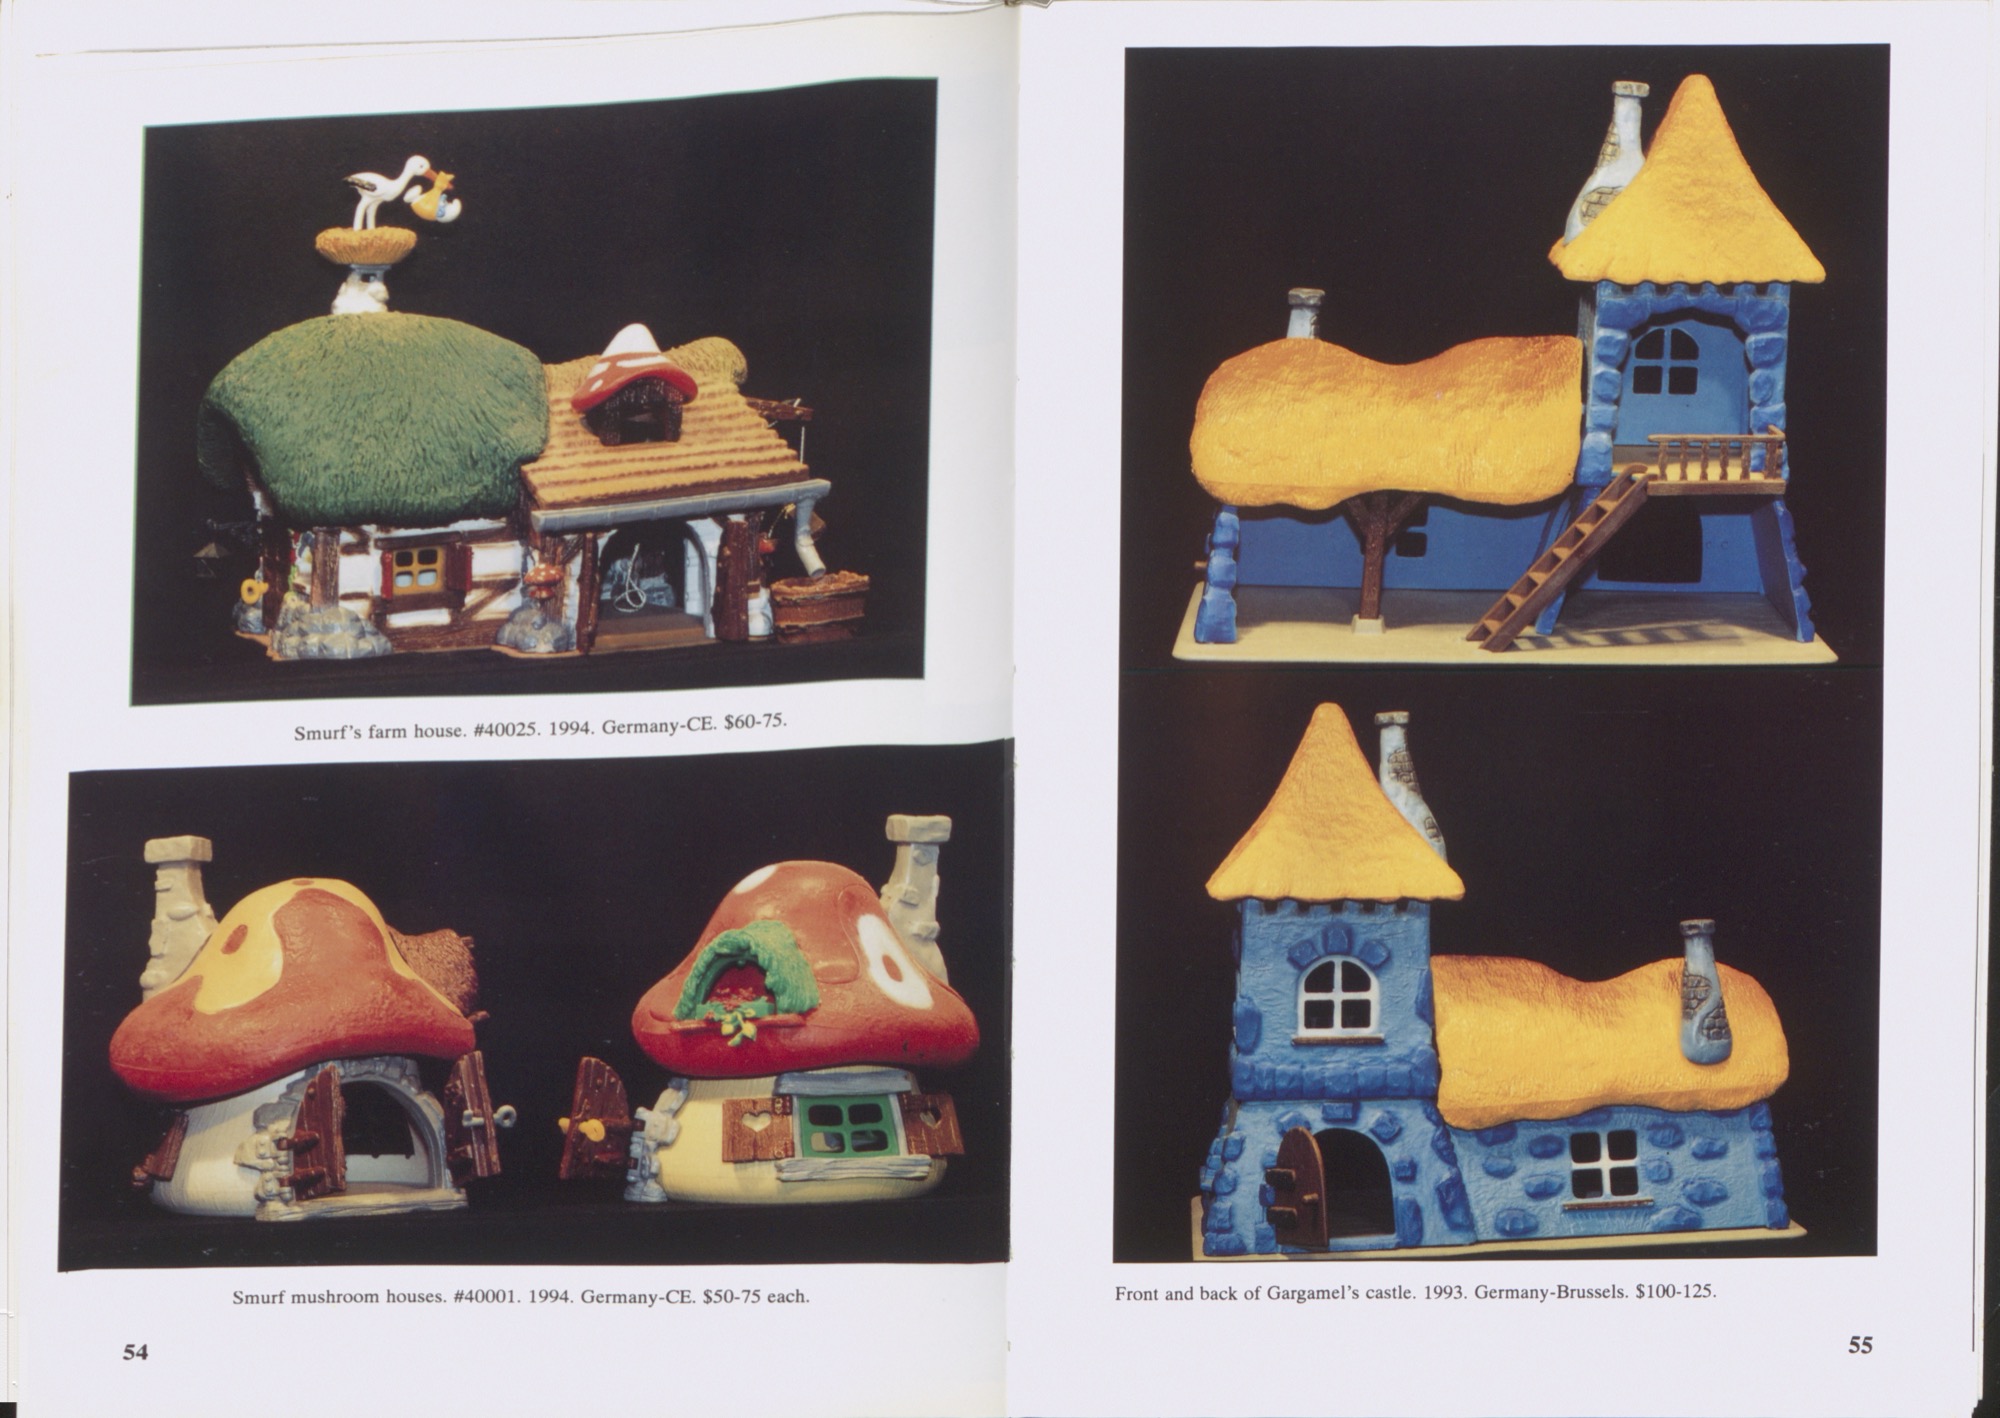 Smurf's farm house. #40025. 1994. Germany-CE. $60-75.
Smurf mushroom houses. #40001. 1994. Germany-CE. $50-75 each.
54
Front and back of Gargamel's castle. 1993. Germany-Brussels. $100-125.
55